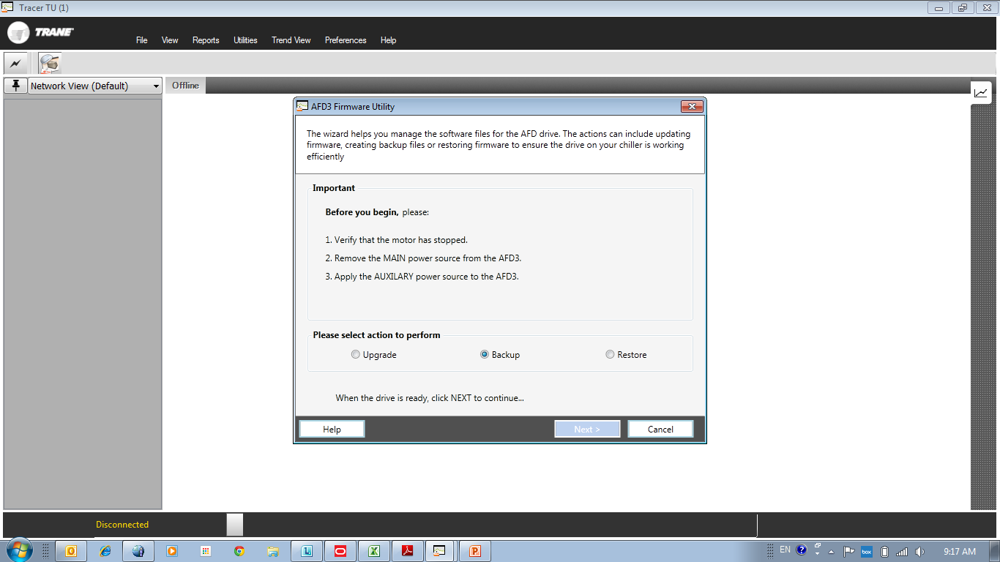 Tracer TU (1)
TRANE
File View Reports Utilities Trend View Preferences Help
Network View (Default)
Offline
AFD3 Firmware Utility
The wizard helps you manage the software files for the AFD drive. The actions can include updating
firmware, creating backup files or restoring firmware to ensure the drive on your chiller is working
efficiently
Important
Before you begin, please:
1. Verify that the motor has stopped.
2. Remove the MAIN power source from the AFD3.
3. Apply the AUXILARY power source to the AFD3.
Please select action to perform
Upgrade Backup Restore
When the drive is ready, click NEXT to continue...
Help Next > Cancel
Disconnected
EN
box
9:17 AM